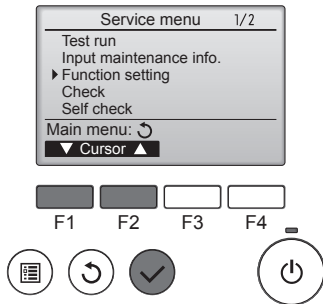 Service menu 1/2
Test run
Input maintenance info.
Function setting
Check
Self check
Main menu:
Cursor
F1 F2 F3 F4